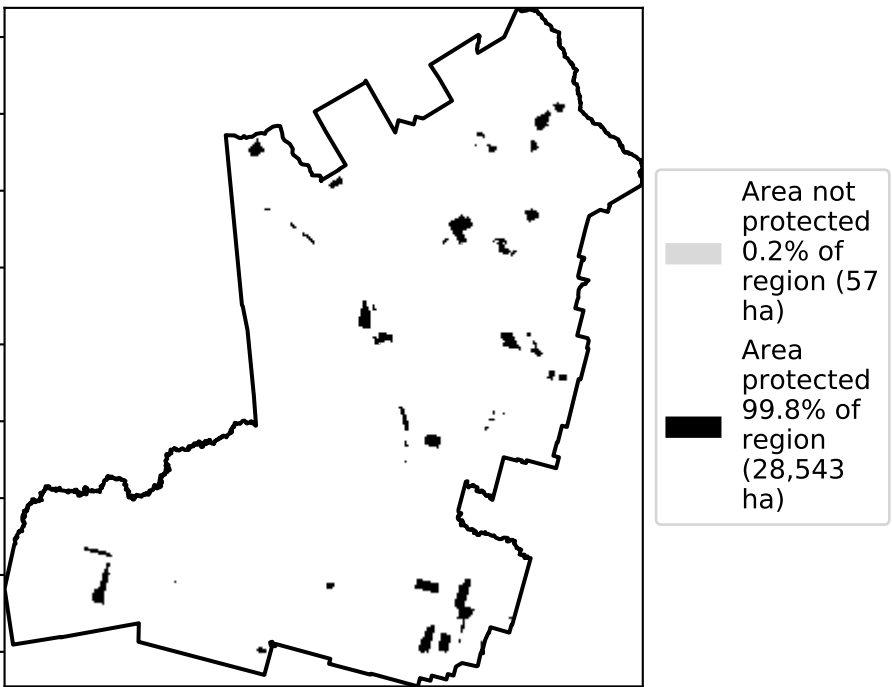 Area not
protected
0.2% of
region (57
ha)
Area
protected
99.8% of
region
(28,543
ha)